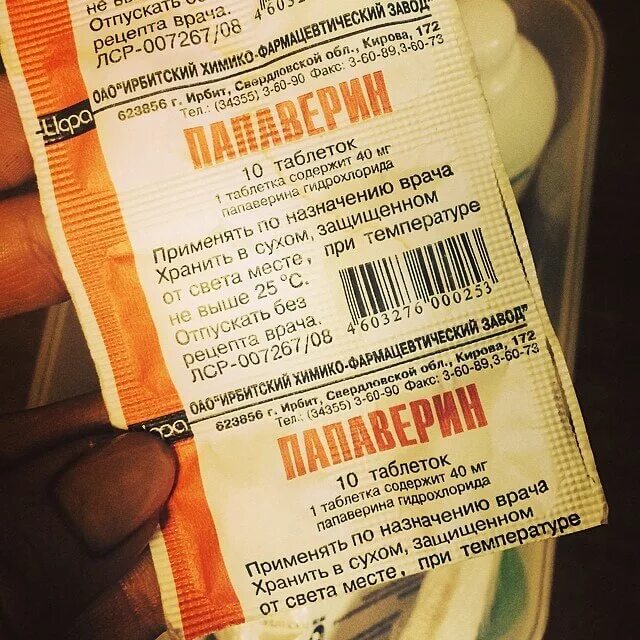 не в
Отпускать бе
рецепта врача. 4603
ЛСР-007267/08
ОАО"ИРБИТСКИЙ ХИМИКО-ФАРМАЦЕВТИЧЕСКИЙ ЗАВОД"
623856 г. Ирбит, Свердловской обл., Кирова, 172
Тел.: (34355) 3-60-90 Факс: 3-60-89,3-60-73
ПАПАВЕРИН
10 таблеток
1 таблетка содержит 40 мг
папаверина гидрохлорида
Применять по назначению врача
Хранить в сухом, защищенном
от света месте, при температуре
не выше 25 °С.
Отпускать без
рецепта врача.
ЛСР-007267/08
4603276 000253
ОАО"ИРБИТСКИЙ ХИМИКО-ФАРМАЦЕВТИЧЕСКИЙ ЗАВОД"
623856 г. Ирбит, Свердловской обл., Кирова, 172
Тел.: (34355) 3-60-90 Факс: 3-60-89,3-60-73
ПАПАВЕРИН
10 таблеток
1 таблетка содержит 40 мг
папаверина гидрохлорида
Применять по назначению врача
Хранить в сухом, защищенном
от света месте, при температуре